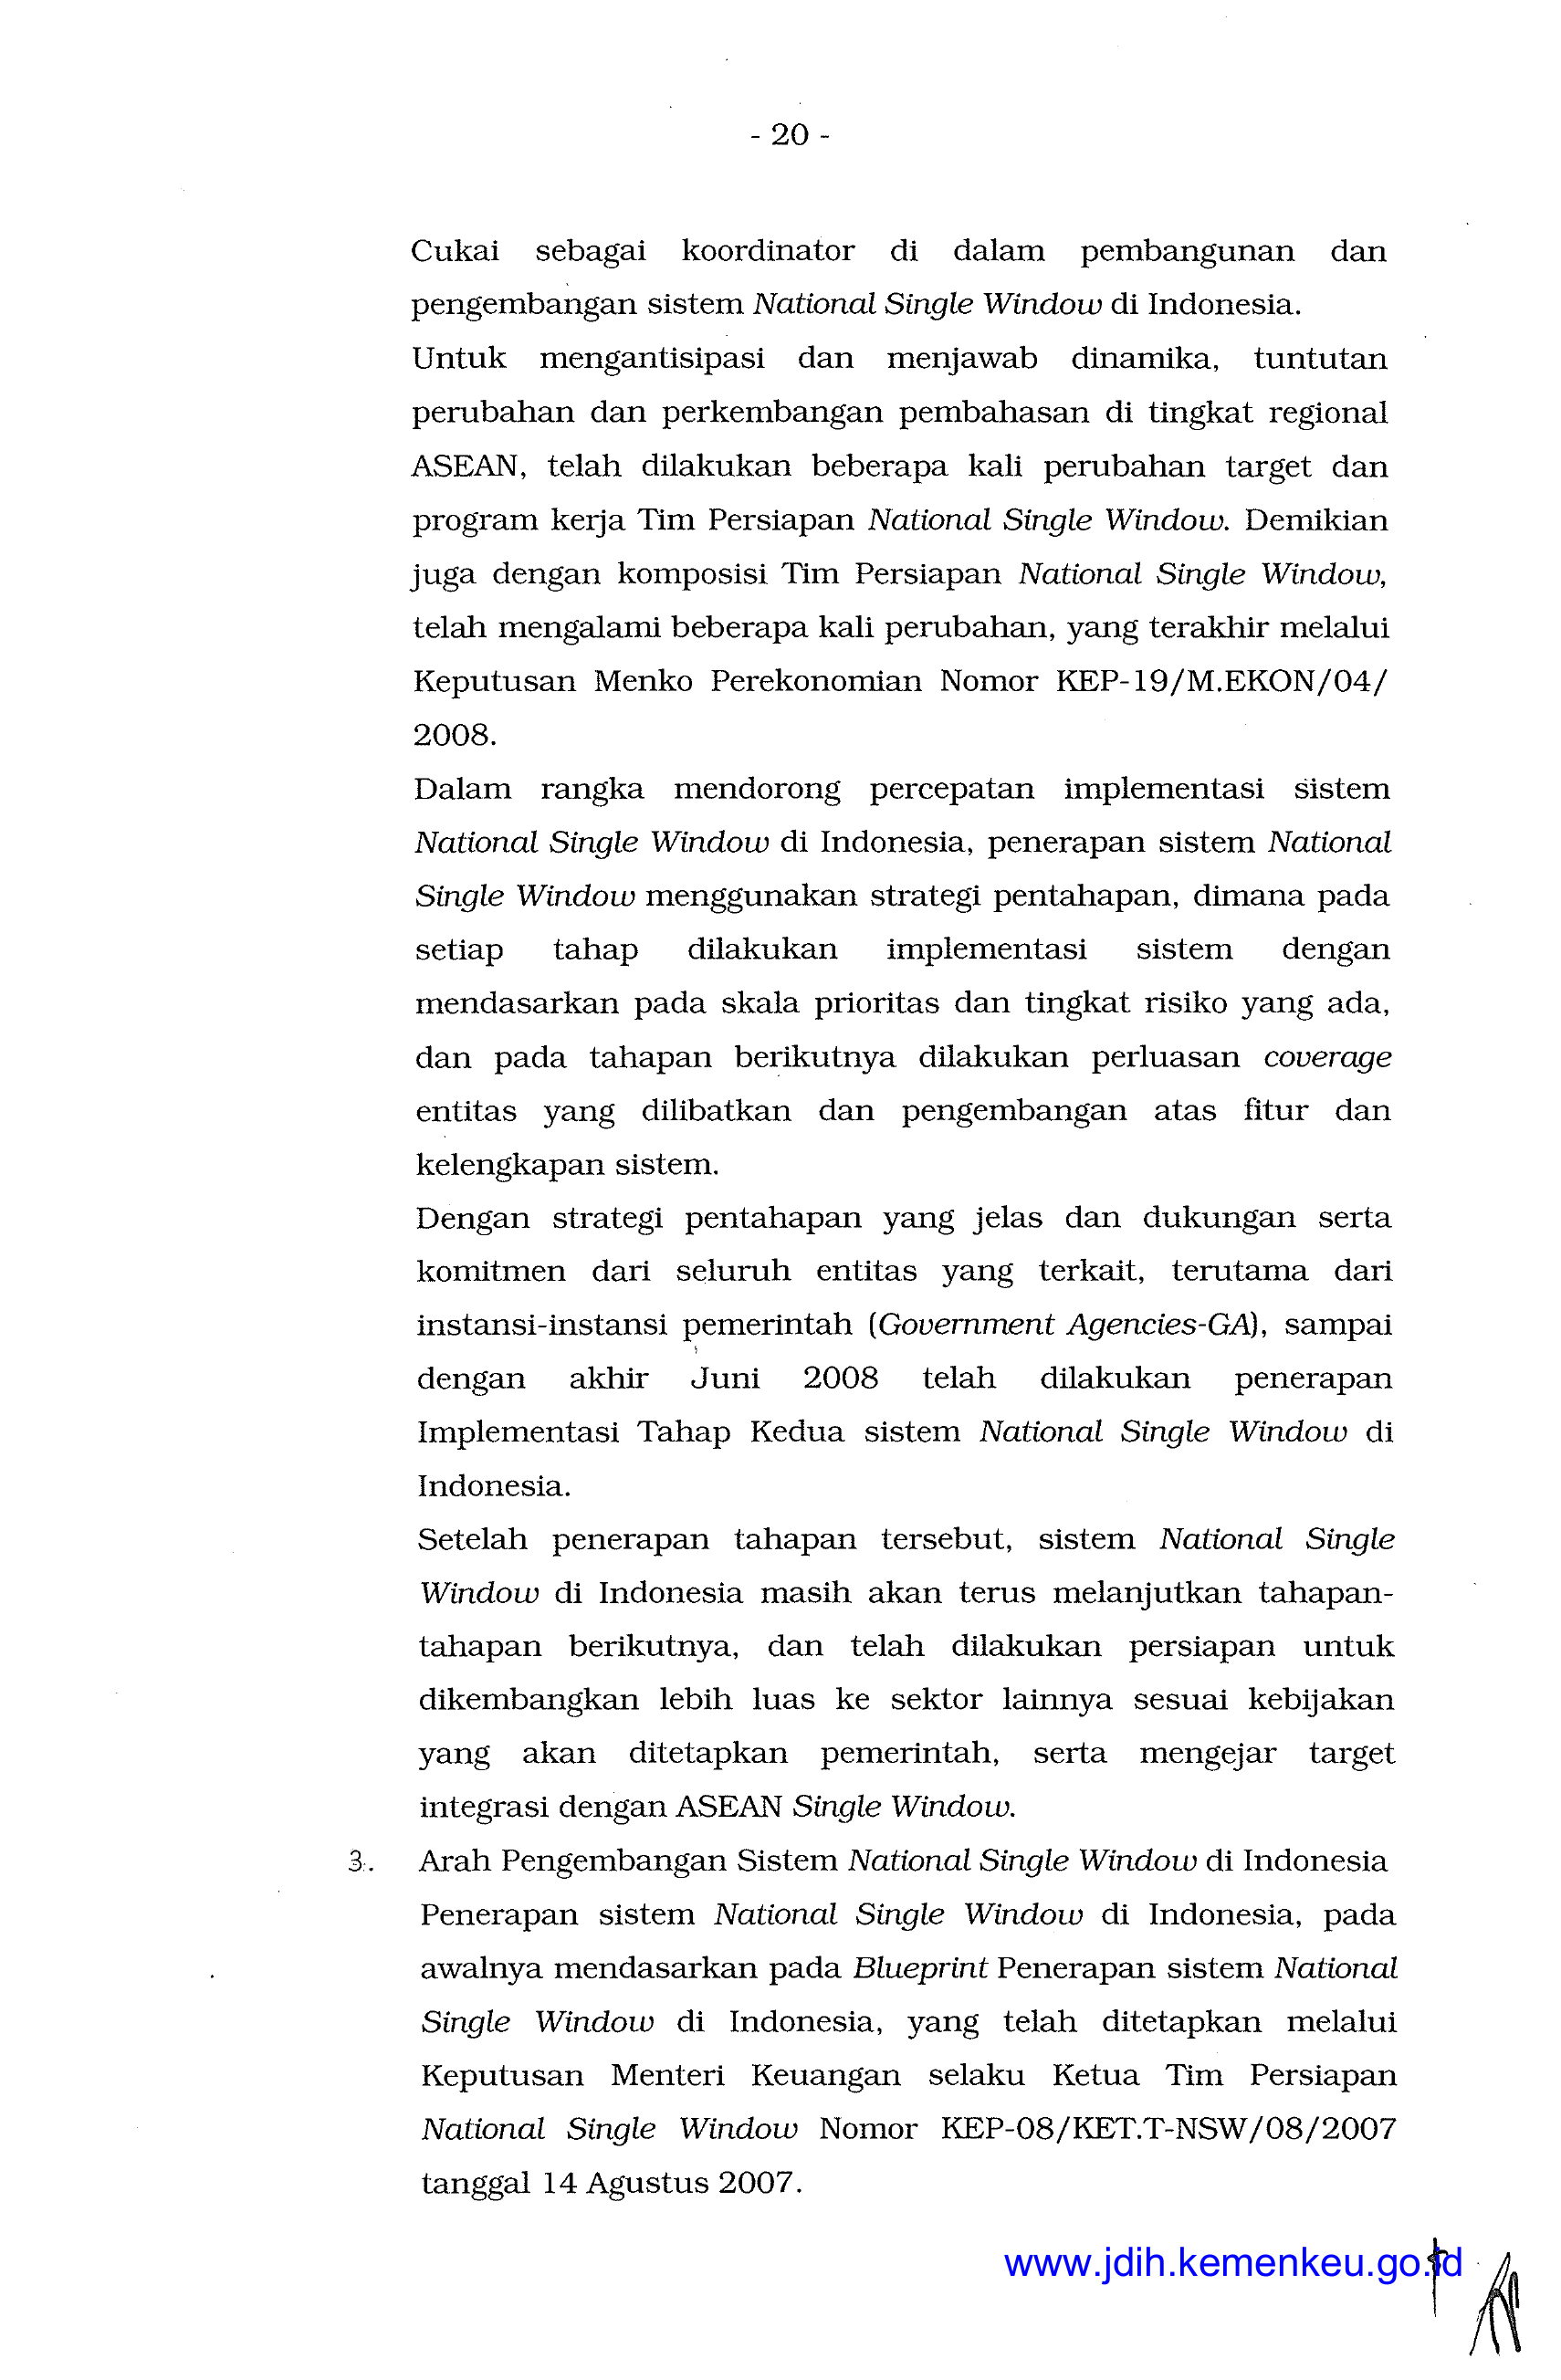 - 20 -
Cukai sebagai koordinator di dalam pembangunan dan
pengembangan sistem National Single Window di Indonesia.
Untuk mengantisipasi dan menjawab dinamika, tuntutan
perubahan dan perkembangan pembahasan di tingkat regional
ASEAN, telah dilakukan beberapa kali perubahan target dan
program kerja Tim Persiapan National Single Window. Demikian
juga dengan komposisi Tim Persiapan National Single Window,
telah mengalami beberapa kali perubahan, yang terakhir melalui
Keputusan Menko Perekonomian Nomor KEP-19/M.EKON/04/
2008.
Dalam rangka mendorong percepatan implementasi sistem
National Single Window di Indonesia, penerapan sistem National
Single Window menggunakan strategi pentahapan, dimana pada
setiap tahap dilakukan implementasi sistem dengan
mendasarkan pada skala prioritas dan tingkat risiko yang ada,
dan pada tahapan berikutnya dilakukan perluasan coverage
entitas yang dilibatkan dan pengembangan atas fitur dan
kelengkapan sistem.
Dengan strategi pentahapan yang jelas dan dukungan serta
komitmen dari seluruh entitas yang terkait, terutama dari
instansi-instansi pemerintah (Government Agencies-GA), sampai
dengan akhir Juni 2008 telah dilakukan penerapan
Implementasi Tahap Kedua sistem National Single Window di
Indonesia.
Setelah penerapan tahapan tersebut, sistem National Single
Window di Indonesia masih akan terus melanjutkan tahapan-
tahapan berikutnya, dan telah dilakukan persiapan untuk
dikembangkan lebih luas ke sektor lainnya sesuai kebijakan
yang akan ditetapkan pemerintah, serta mengejar target
integrasi dengan ASEAN Single Window.
3. Arah Pengembangan Sistem National Single Window di Indonesia
Penerapan sistem National Single Window di Indonesia, pada
awalnya mendasarkan pada Blueprint Penerapan sistem National
Single Window di Indonesia, yang telah ditetapkan melalui
Keputusan Menteri Keuangan selaku Ketua Tim Persiapan
National Single Window Nomor KEP-08/KET.T-NSW/08/2007
tanggal 14 Agustus 2007.
www.jdih.kemenkeu.go.id